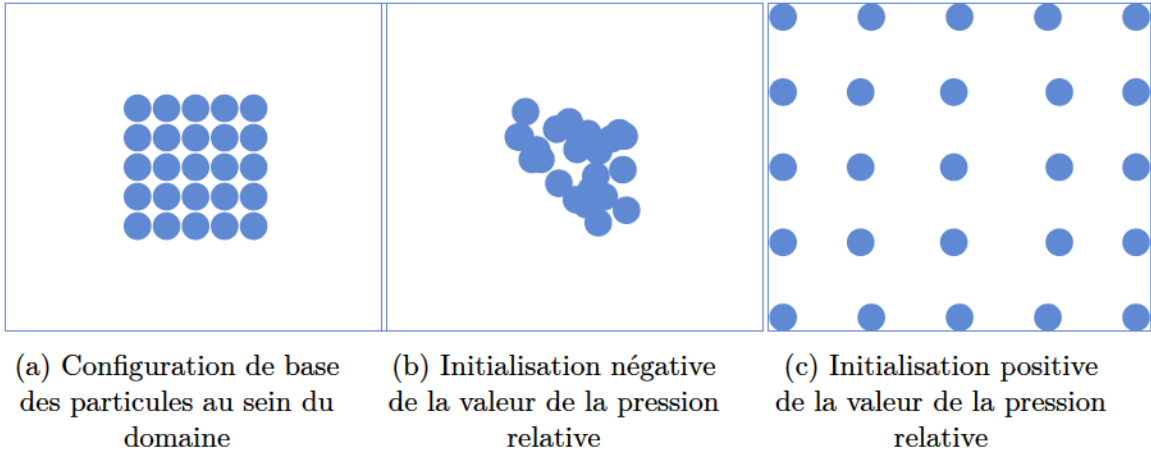 (a) Configuration de base
des particules au sein du
domaine
(b) Initialisation négative
de la valeur de la pression
relative
(c) Initialisation positive
de la valeur de la pression
relative